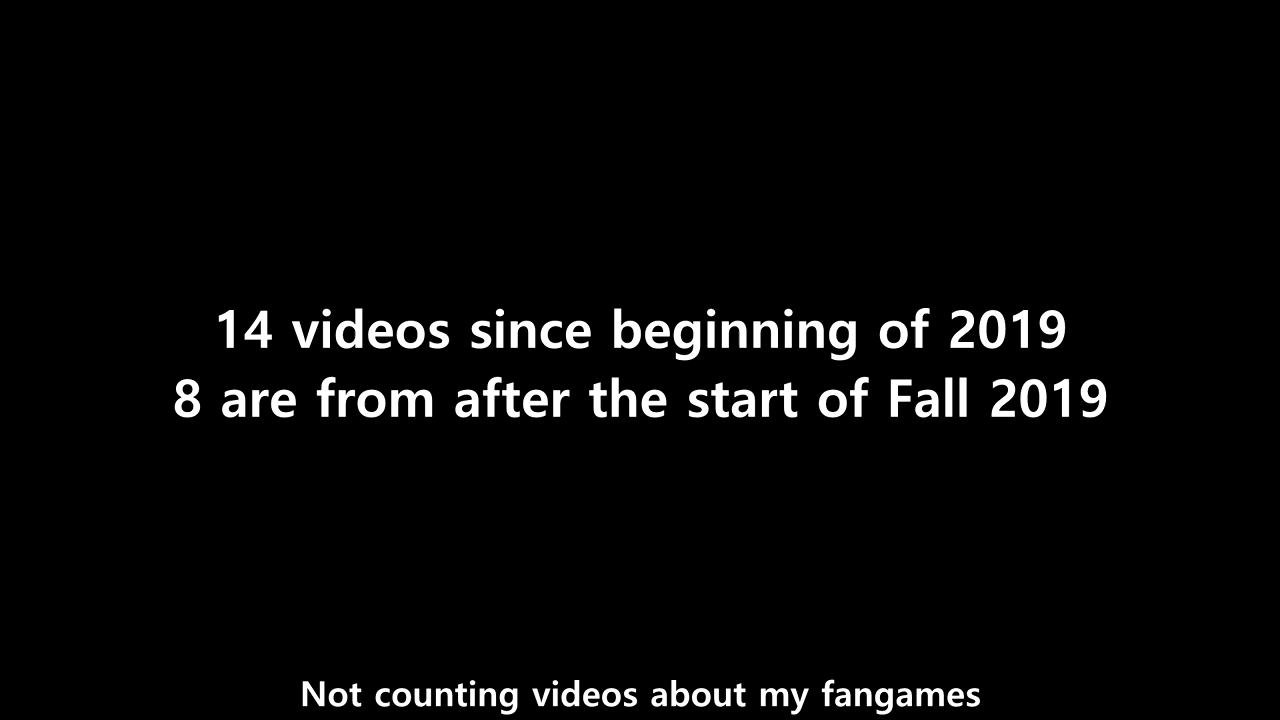 14 videos since beginning of 2019
8 are from after the start of Fall 2019
Not counting videos about my fangames